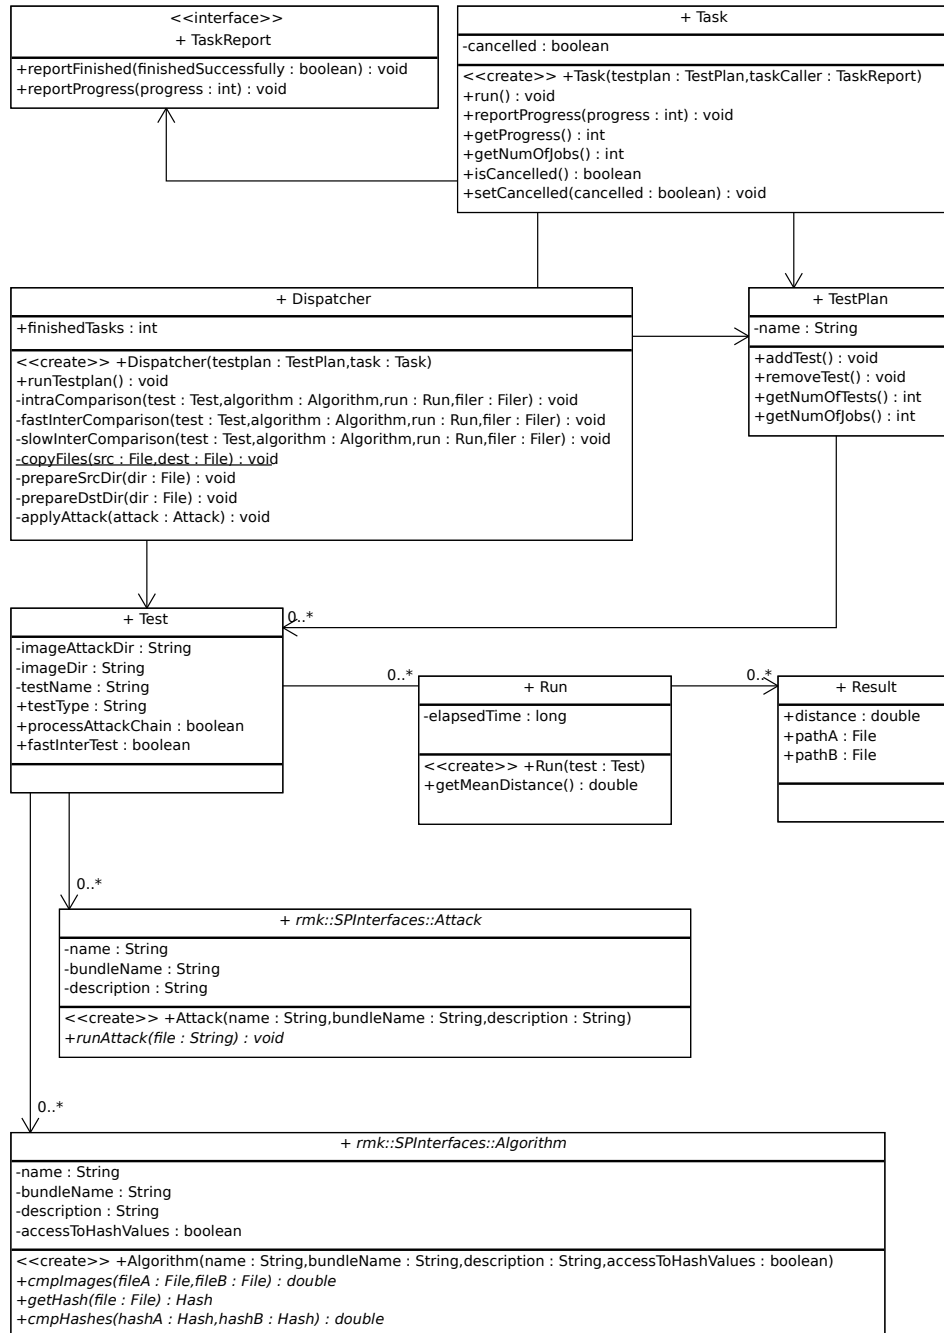 <<interface>>
+ TaskReport
+reportFinished(finishedSuccessfully : boolean) : void
+reportProgress(progress : int) : void
+ Task
-cancelled : boolean
<<create>> +Task(testplan : TestPlan,taskCaller : TaskReport)
+run() : void
+reportProgress(progress : int) : void
+getProgress() : int
+getNumOfJobs() : int
+isCancelled() : boolean
+setCancelled(cancelled : boolean) : void
+ Dispatcher
+finishedTasks : int
<<create>> +Dispatcher(testplan : TestPlan,task : Task)
+runTestplan() : void
-intraComparison(test : Test,algorithm : Algorithm,run : Run,filer : Filer) : void
-fastInterComparison(test : Test,algorithm : Algorithm,run : Run,filer : Filer) : void
-slowInterComparison(test : Test,algorithm : Algorithm,run : Run,filer : Filer) : void
-copyFiles(src : File,dest : File) : void
-prepareSrcDir(dir : File) : void
-prepareDstDir(dir : File) : void
-applyAttack(attack : Attack) : void
+ TestPlan
-name : String
+addTest() : void
+removeTest() : void
+getNumOfTests() : int
+getNumOfJobs() : int
+ Test
0..*
-imageAttackDir : String
-imageDir : String
-testName : String
+testType : String
+processAttackChain : boolean
+fastInterTest : boolean
0..*
+ Run
-elapsedTime : long
<<create>> +Run(test : Test)
+getMeanDistance() : double
0..*
+ Result
+distance : double
+pathA : File
+pathB : File
0..*
+ rmk::SPInterfaces::Attack
-name : String
-bundleName : String
-description : String
<<create>> +Attack(name : String,bundleName : String,description : String)
+runAttack(file : String) : void
0..*
+ rmk::SPInterfaces::Algorithm
-name : String
-bundleName : String
-description : String
-accessToHashValues : boolean
<<create>> +Algorithm(name : String,bundleName : String,description : String,accessToHashValues : boolean)
+cmpImages(fileA : File,fileB : File) : double
+getHash(file : File) : Hash
+cmpHashes(hashA : Hash,hashB : Hash) : double